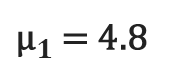 μ₁ = 4.8